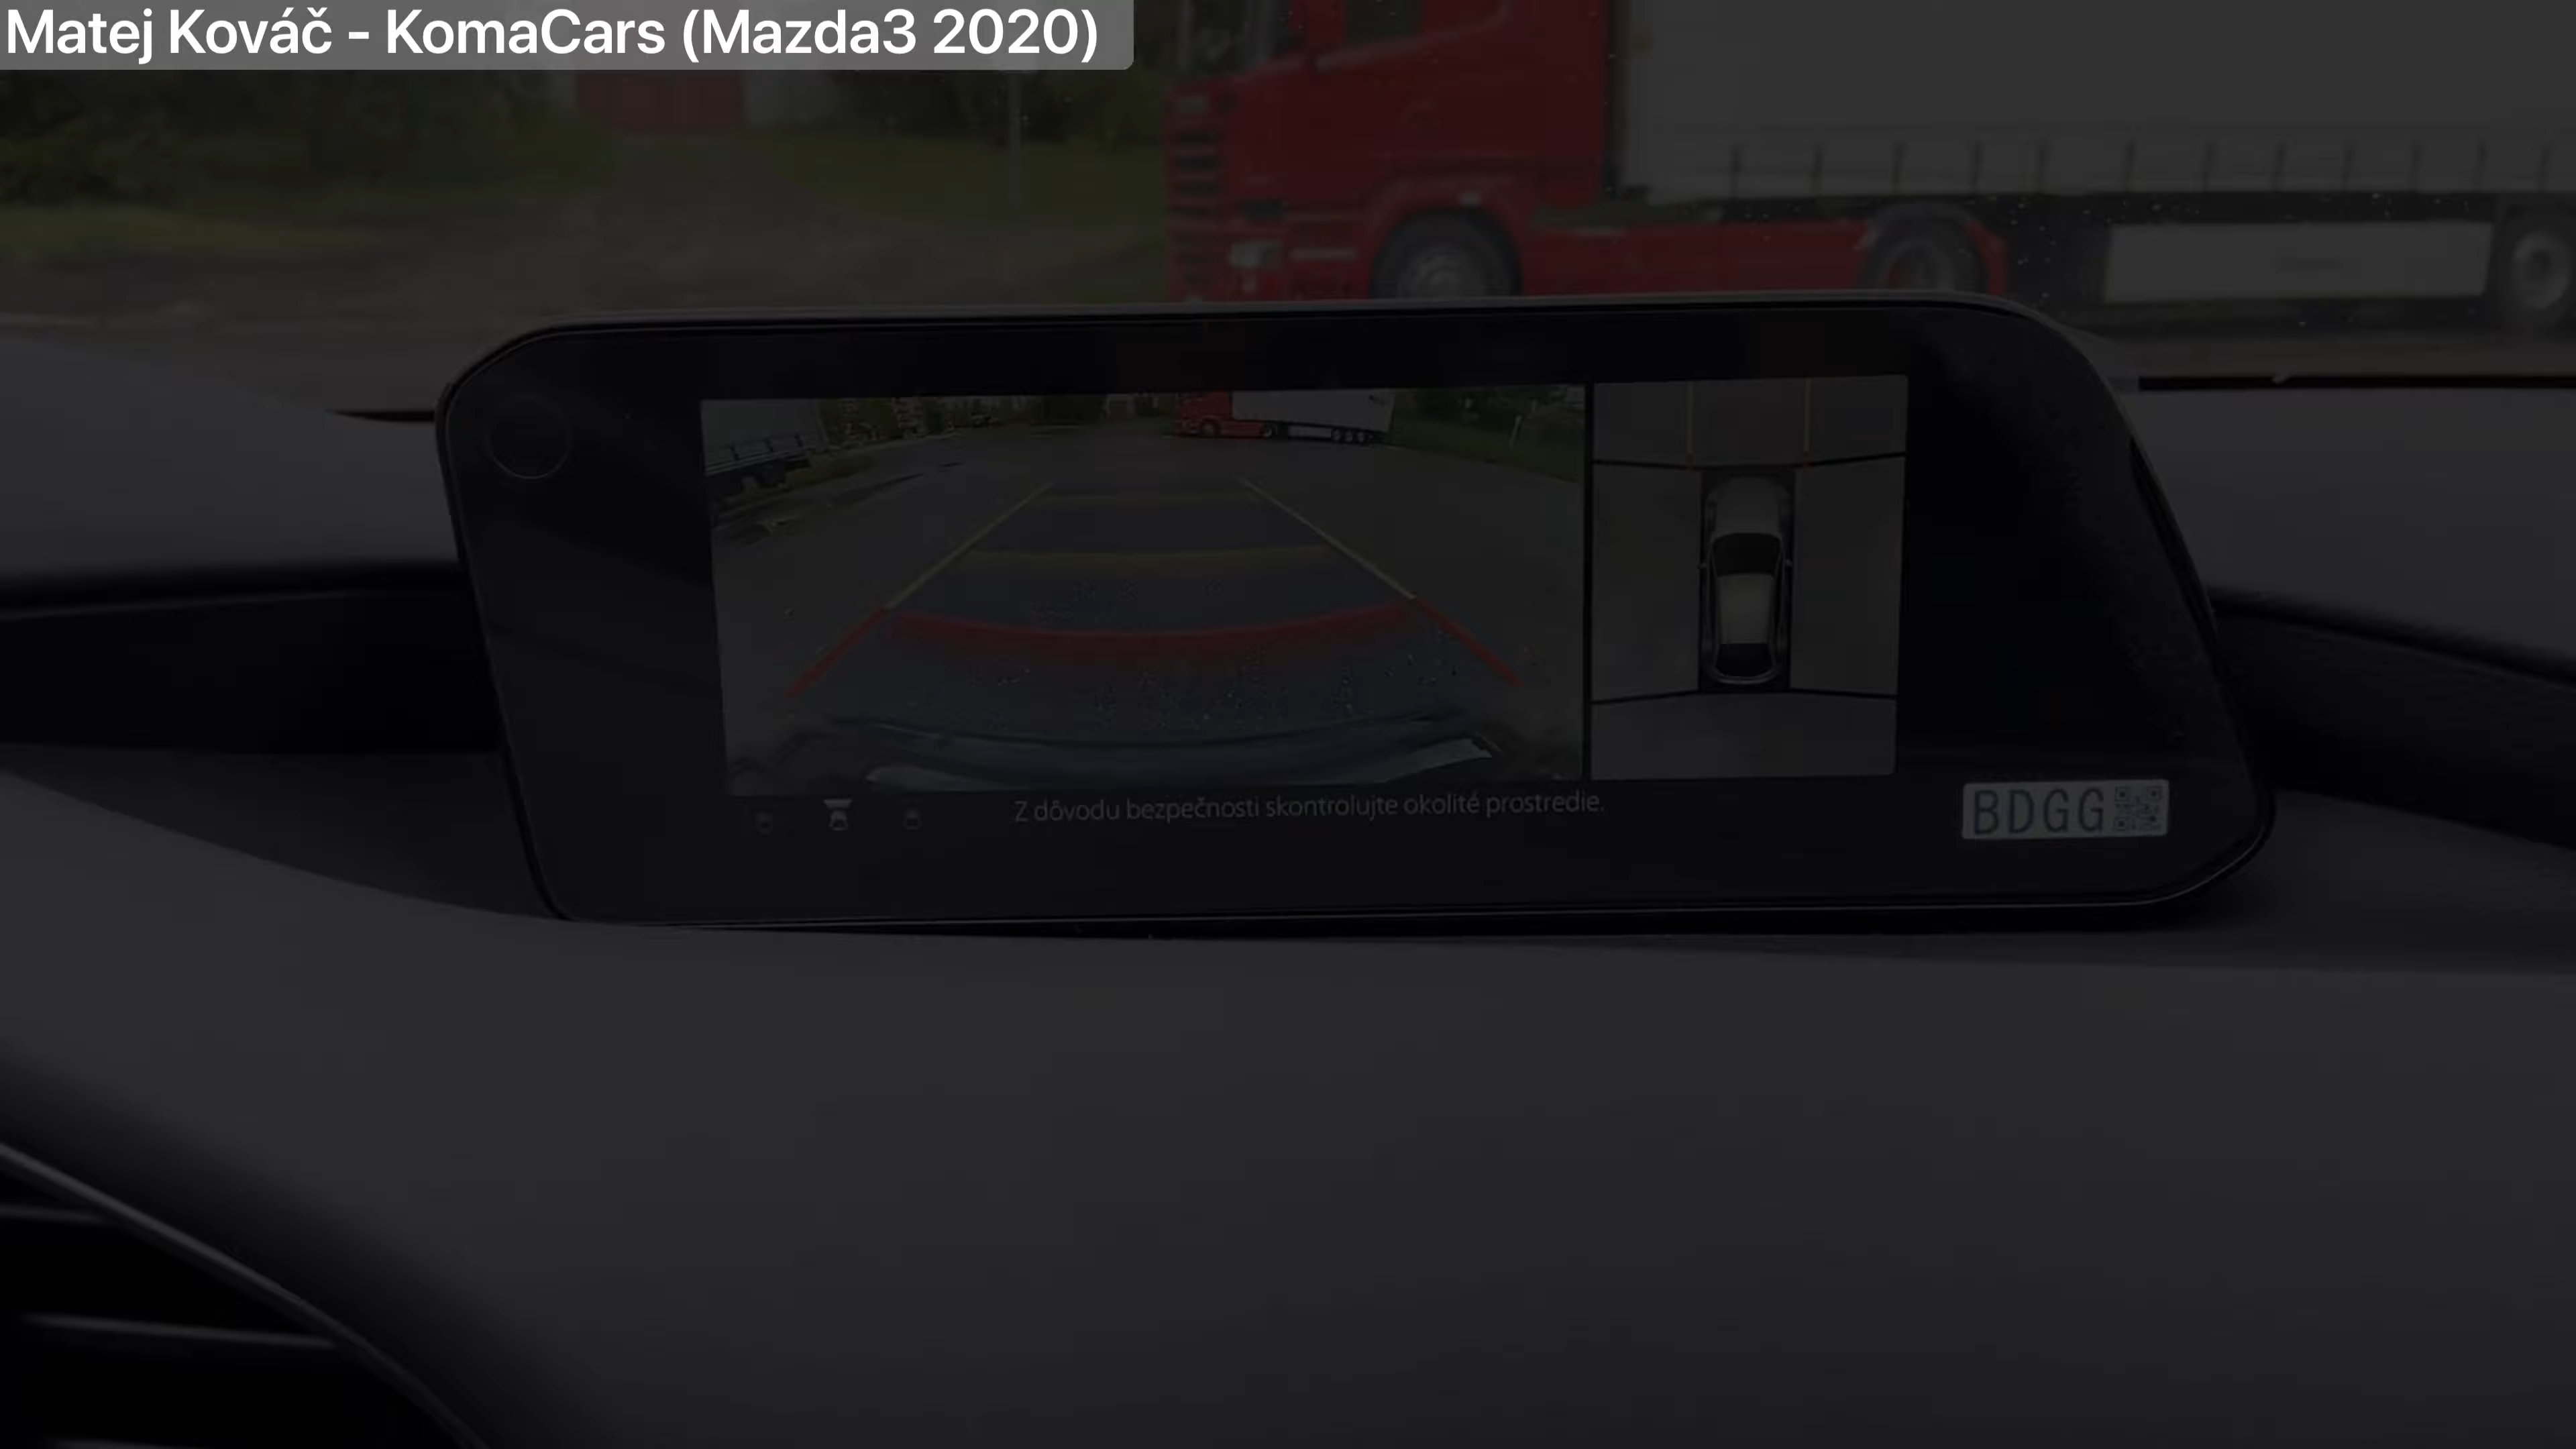 Matej Kováč - KomaCars (Mazda3 2020)
Z dôvodu bezpečnosti skontrolujte okolité prostredie.
BDGG